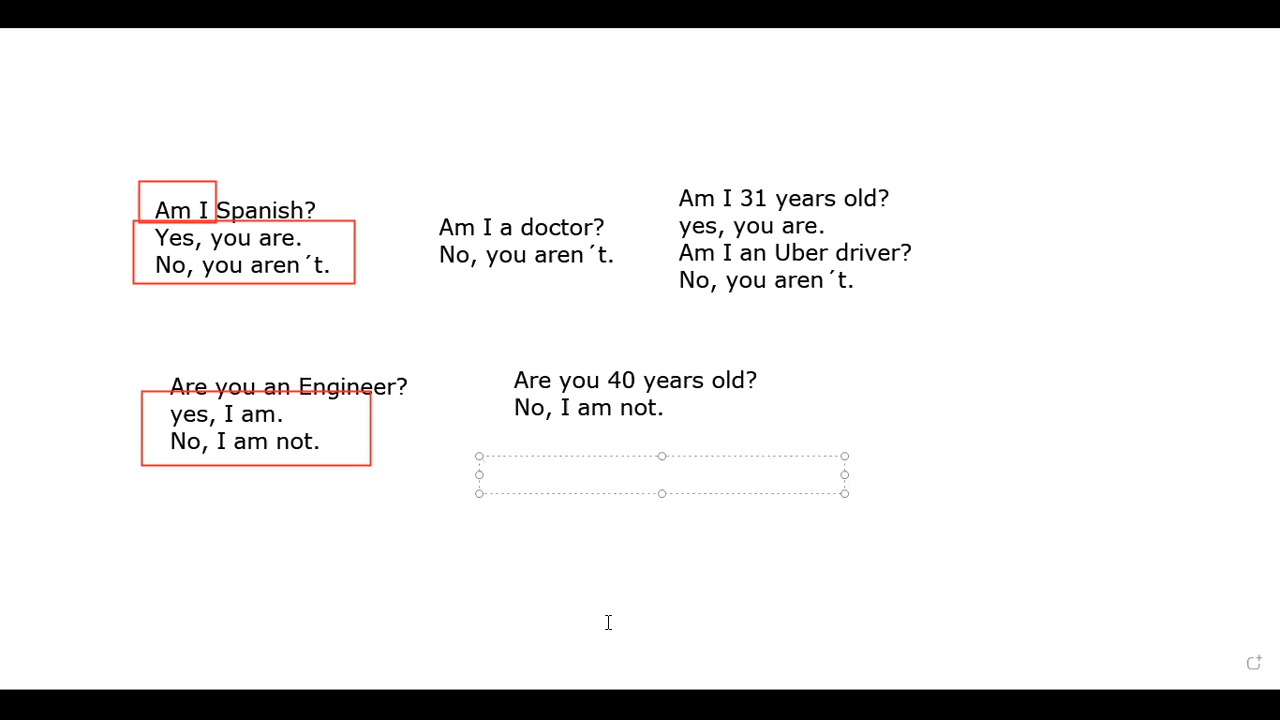 Am I Spanish?
Yes, you are.
No, you aren´t.
Am I a doctor?
No, you aren´t.
Am I 31 years old?
yes, you are.
Am I an Uber driver?
No, you aren´t.
Are you an Engineer?
yes, I am.
No, I am not.
Are you 40 years old?
No, I am not.